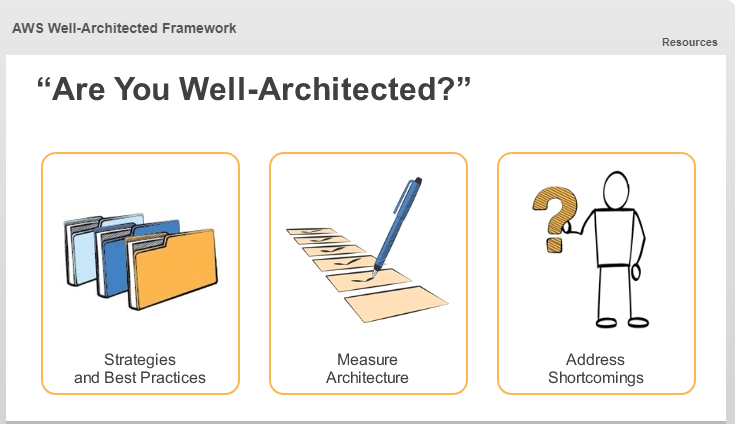 AWS Well-Architected Framework
Resources
“Are You Well-Architected?”
Strategies
and Best Practices
Measure
Architecture
?
Address
Shortcomings